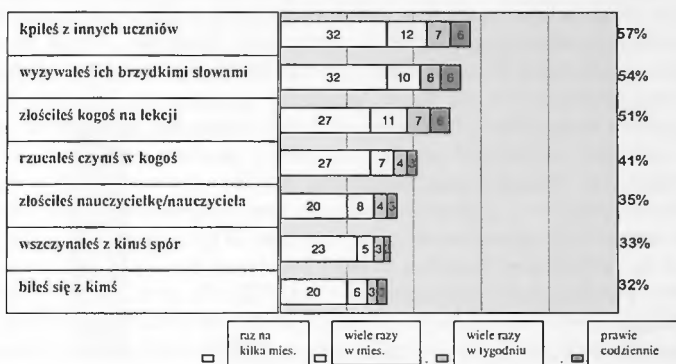 kpiłeś z innych uczniów 32 12 7 6 57%
wyzywałeś ich brzydkimi słowami 32 10 6 6 54%
złościłeś kogoś na lekcji 27 11 7 6 51%
rzucałeś czymś w kogoś 27 7 4 3 41%
złościłeś nauczycielkę/nauczyciela 20 8 4 35%
wszczynałeś z kimś spór 23 5 3 33%
biłeś się z kimś 20 6 3 32%
raz na kilka mies.
wiele razy w mies.
wiele razy w tygodniu
prawie codziennie